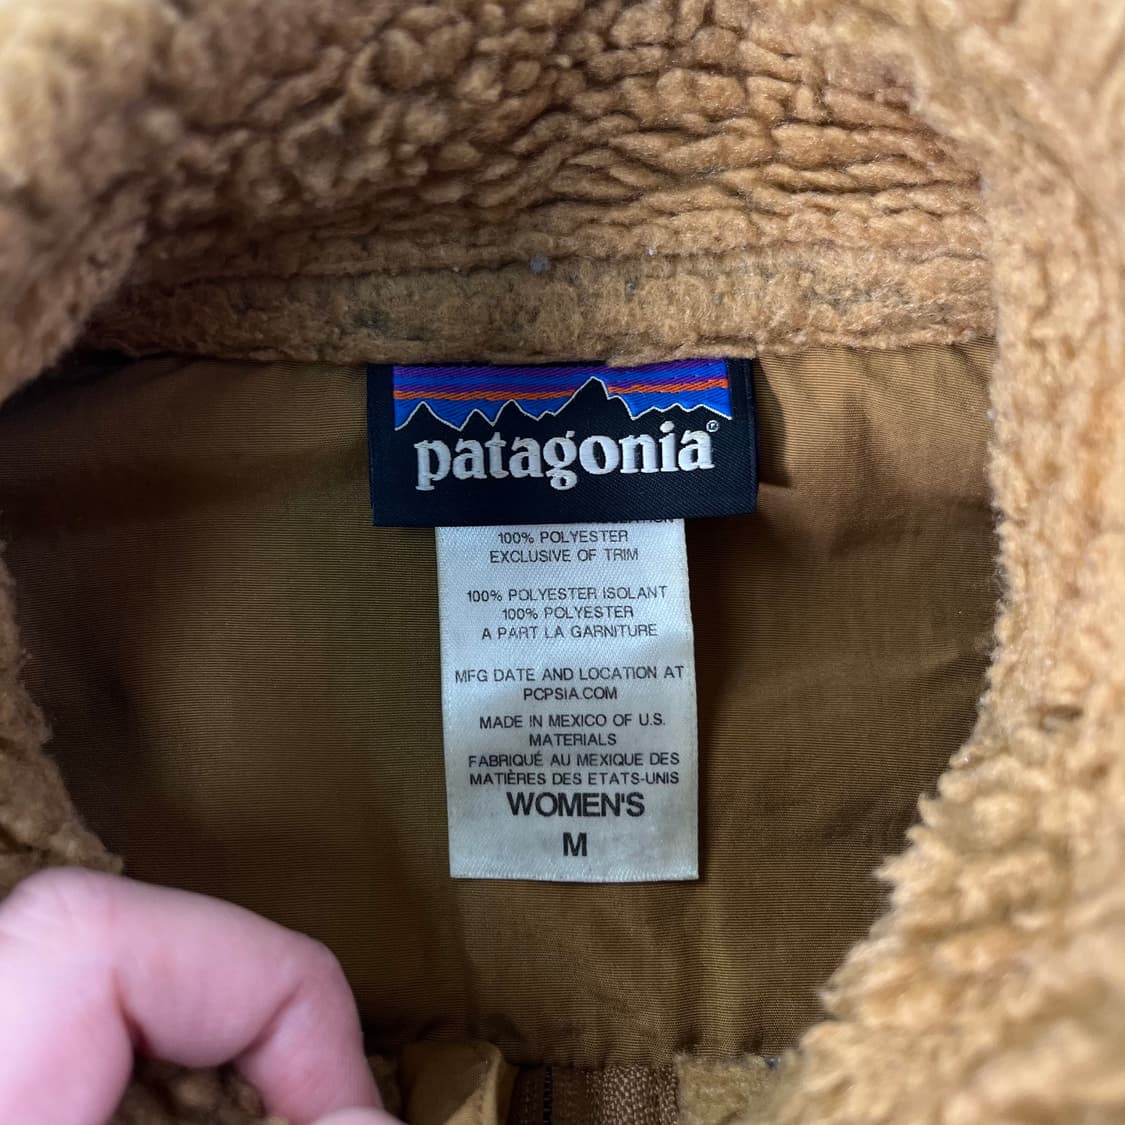 patagonia®
100% POLYESTER
EXCLUSIVE OF TRIM
100% POLYESTER ISOLANT
100% POLYESTER
A PART LA GARNITURE
MFG DATE AND LOCATION AT
PCPSIA.COM
MADE IN MEXICO OF U.S.
MATERIALS
FABRIQUÉ AU MEXIQUE DES
MATIÈRES DES ETATS-UNIS
WOMEN'S
M